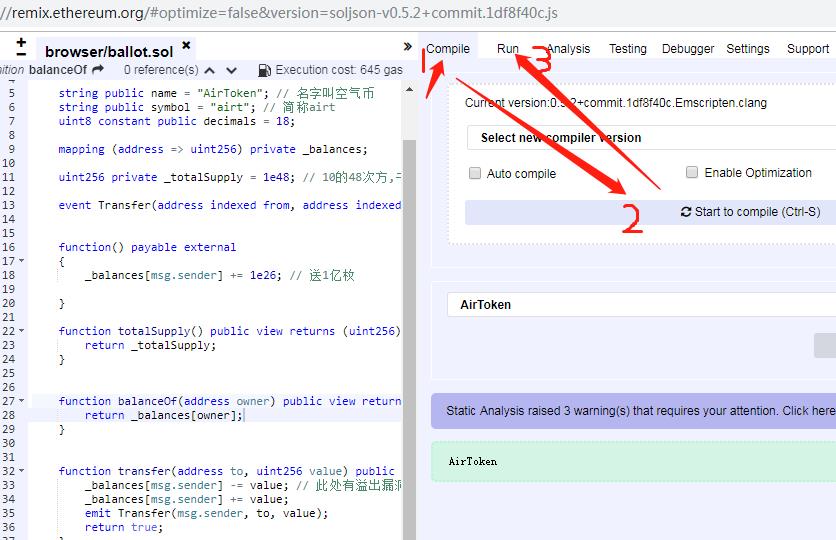 //remix.ethereum.org/#optimize=false&version=soljson-v0.5.2+commit.1df8f40c.js
browser/ballot.sol
»
nition balanceOf 0 reference(s) Execution cost: 645 gas
5 string public name = "AirToken"; // 名字叫空气币
6 string public symbol = "airt"; // 简称airt
7 uint8 constant public decimals = 18;
8
9 mapping (address => uint256) private _balances;
10
11 uint256 private _totalSupply = 1e48; // 10的48次方,
12
13 event Transfer(address indexed from, address indexed
14
15
16 function() payable external
17 {
18 _balances[msg.sender] += 1e26; // 送1亿枚
19
20 }
21
22 function totalSupply() public view returns (uint256)
23 return _totalSupply;
24 }
25
26
27 function balanceOf(address owner) public view return
28 return _balances[owner];
29 }
30
31
32 function transfer(address to, uint256 value) public
33 _balances[msg.sender] -= value; // 此处有溢出漏洞
34 _balances[msg.sender] += value;
35 emit Transfer(msg.sender, to, value);
36 return true;
37 }
Compile Run Analysis Testing Debugger Settings Support
1
3
Current version:0.5.2+commit.1df8f40c.Emscripten.clang
Select new compiler version
Auto compile Enable Optimization
2
Start to compile (Ctrl-S)
AirToken
Static Analysis raised 3 warning(s) that requires your attention. Click here
AirToken